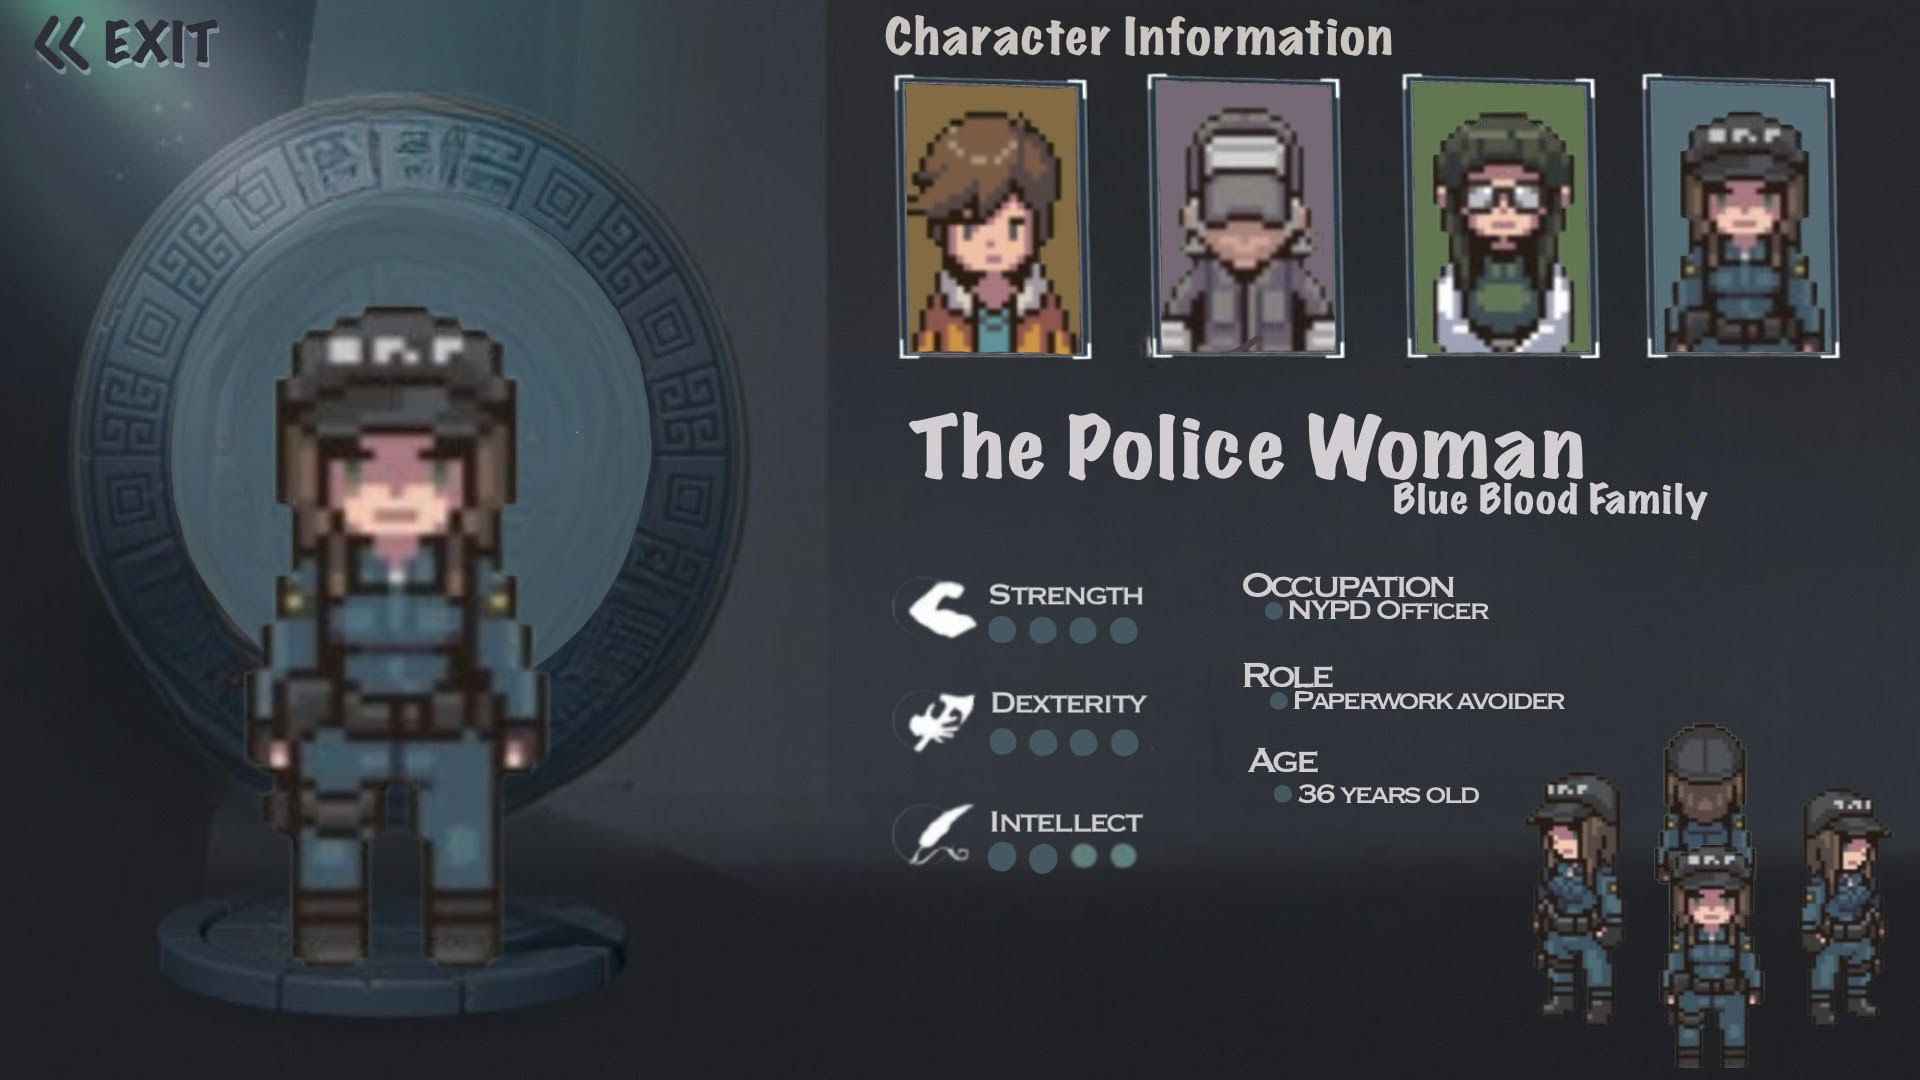 EXIT
Character Information
The Police Woman
Blue Blood Family
STRENGTH
DEXTERITY
INTELLECT
OCCUPATION
NYPD OFFICER
ROLE
PAPERWORK AVOIDER
AGE
36 YEARS OLD